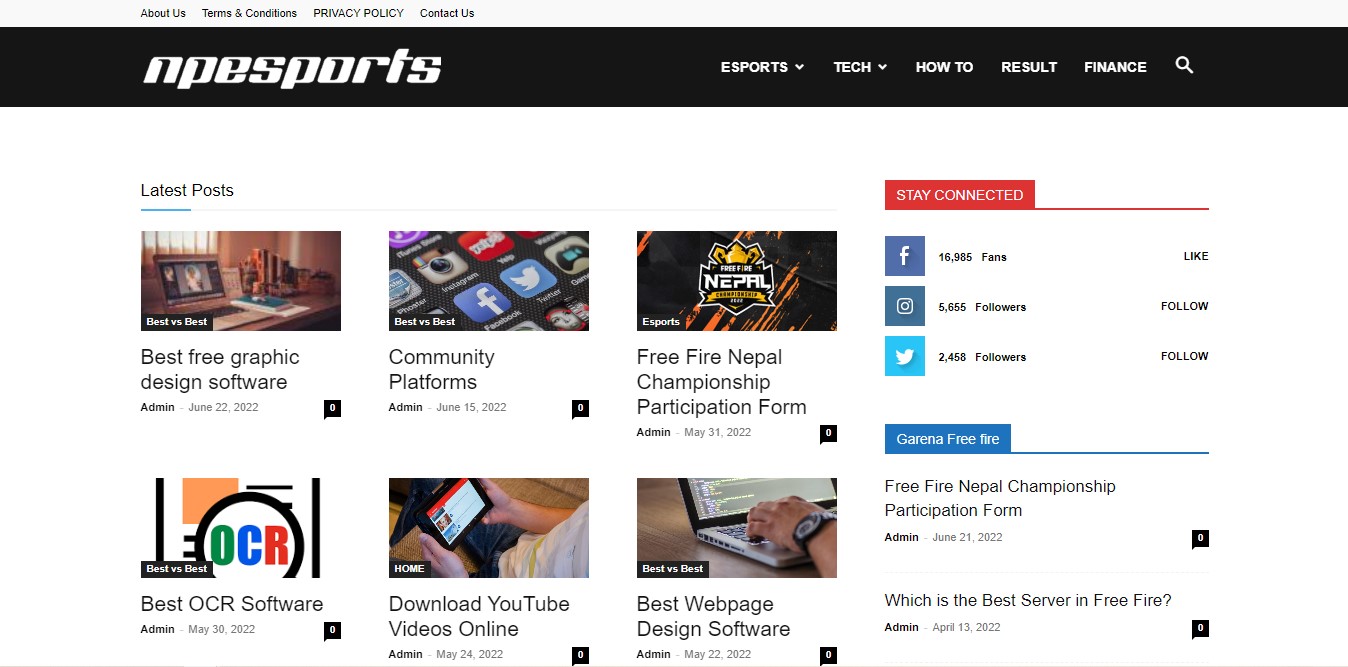 About Us Terms & Conditions PRIVACY POLICY Contact Us
npesports
ESPORTS TECH HOW TO RESULT FINANCE
Latest Posts
Instagram
Facebook
Twitter
Yelp
Best vs Best
Best vs Best
FREE FIRE
NEPAL
CHAMPIONSHIP
2022
Esports
Best free graphic
design software
Admin - June 22, 2022
0
Community
Platforms
Admin - June 15, 2022
0
Free Fire Nepal
Championship
Participation Form
Admin - May 31, 2022
0
OCR
Best vs Best
HOME
Best vs Best
Best OCR Software
Admin - May 30, 2022
0
Download YouTube
Videos Online
Admin - May 24, 2022
0
Best Webpage
Design Software
Admin - May 22, 2022
0
STAY CONNECTED
16,985 Fans LIKE
5,655 Followers FOLLOW
2,458 Followers FOLLOW
Garena Free fire
Free Fire Nepal Championship
Participation Form
Admin - June 21, 2022
0
Which is the Best Server in Free Fire?
Admin - April 13, 2022
0